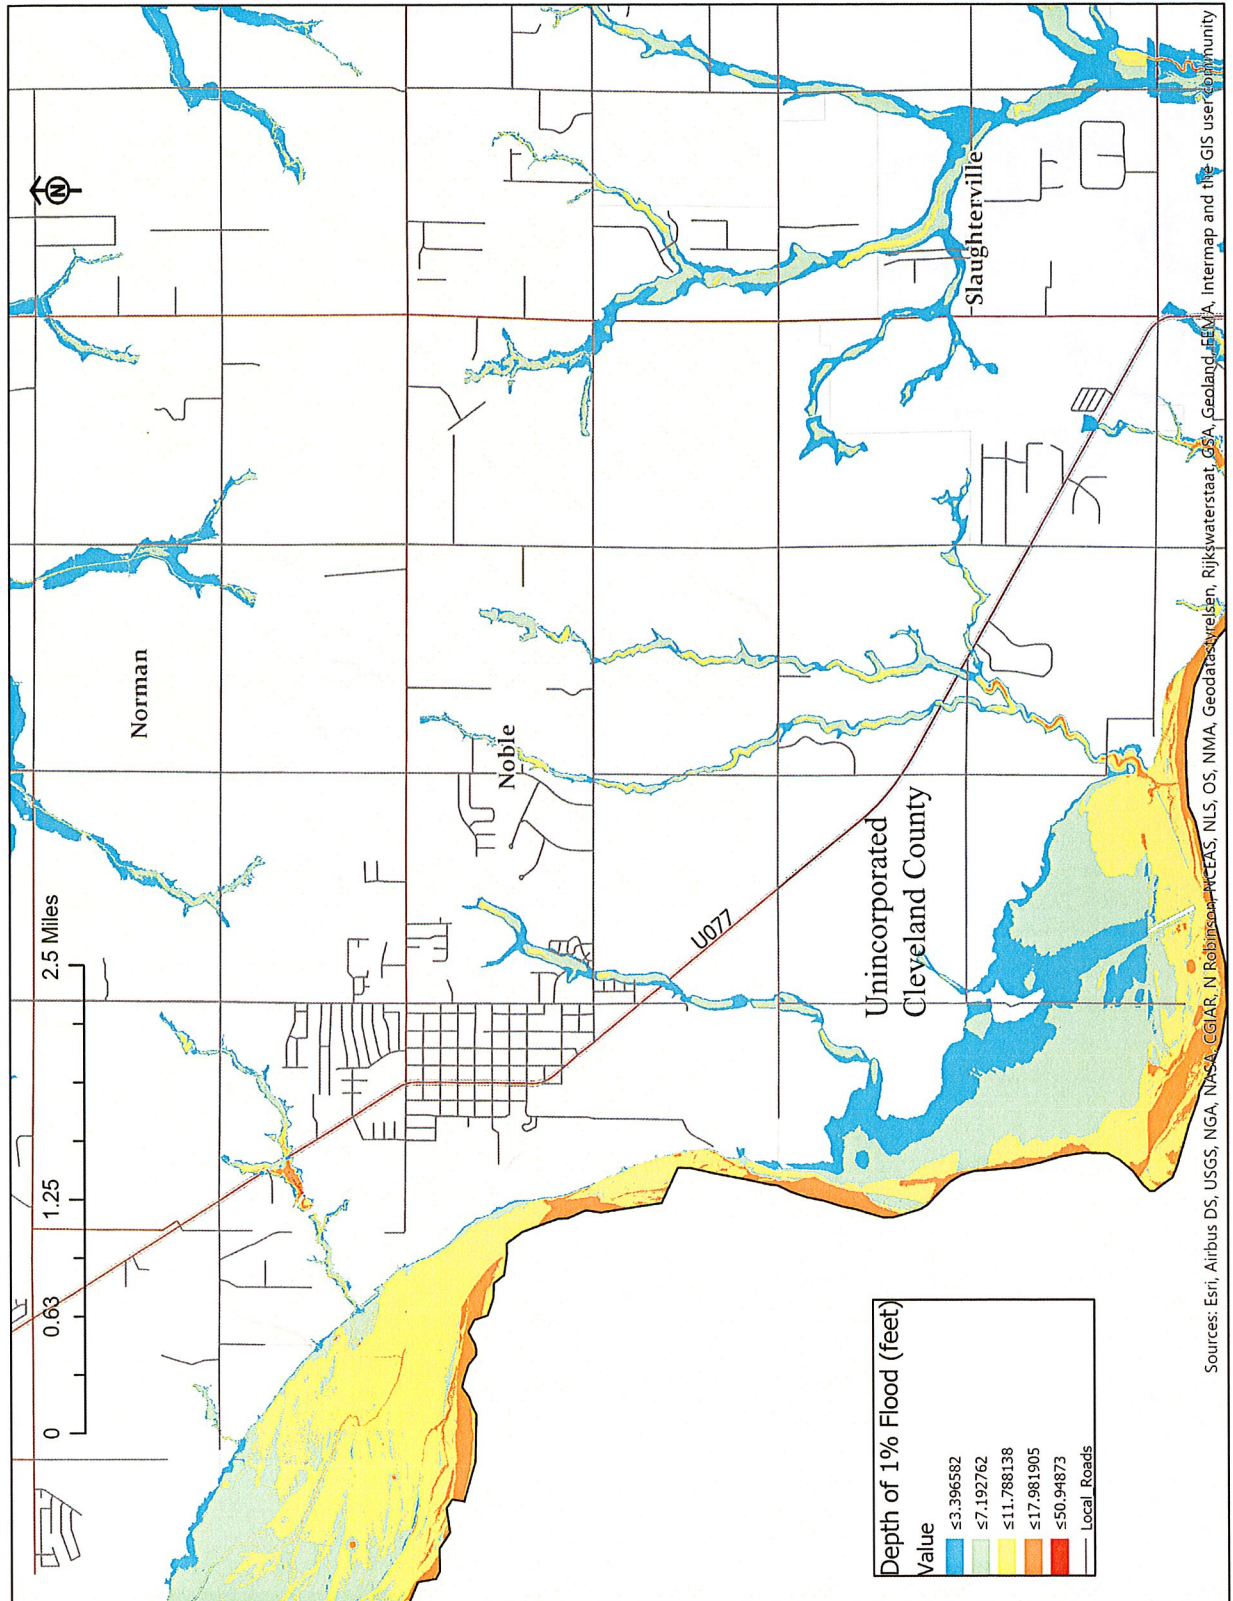 N
0 0.63 1.25 2.5 Miles
Norman
Noble
Slaughterville
U077
Unincorporated
Cleveland County
Depth of 1% Flood (feet)
Value
≤3.396582
≤7.192762
≤11.788138
≤17.981905
≤50.94873
Local_Roads
Sources: Esri, Airbus DS, USGS, NGA, NASA, CGIAR, N Robinson, NCEAS, NLS, OS, NMA, Geodatastyrelsen, Rijkswaterstaat, GSA, Geoland, FEMA, Intermap and the GIS user community